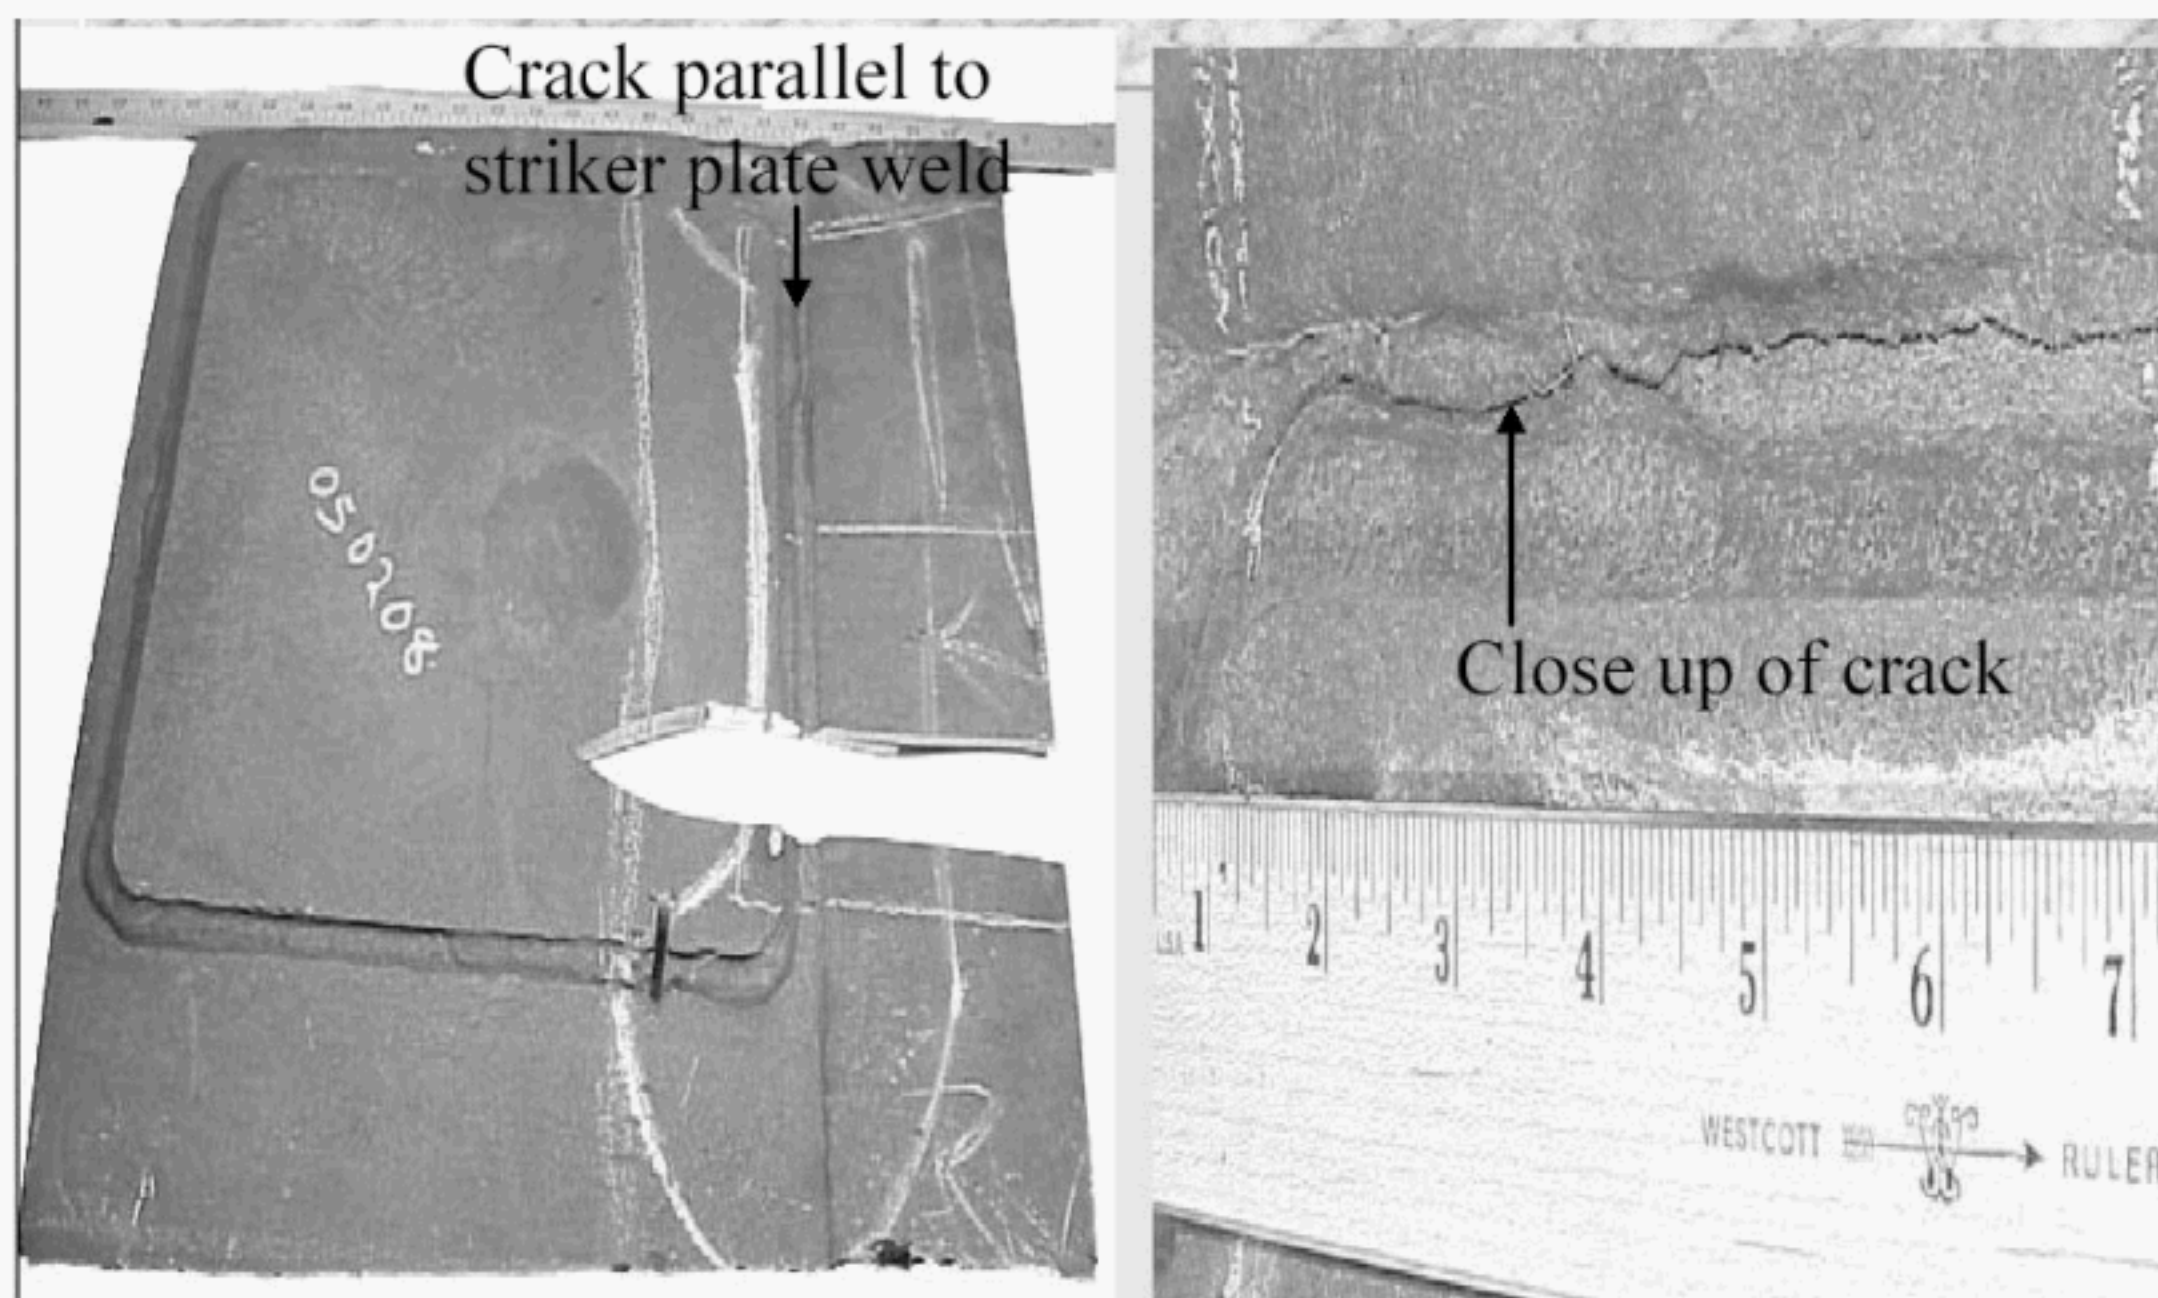 Crack parallel to
striker plate weld
050208
R
Close up of crack
1 2 3 4 5 6 7
WESTCOTT
RULER